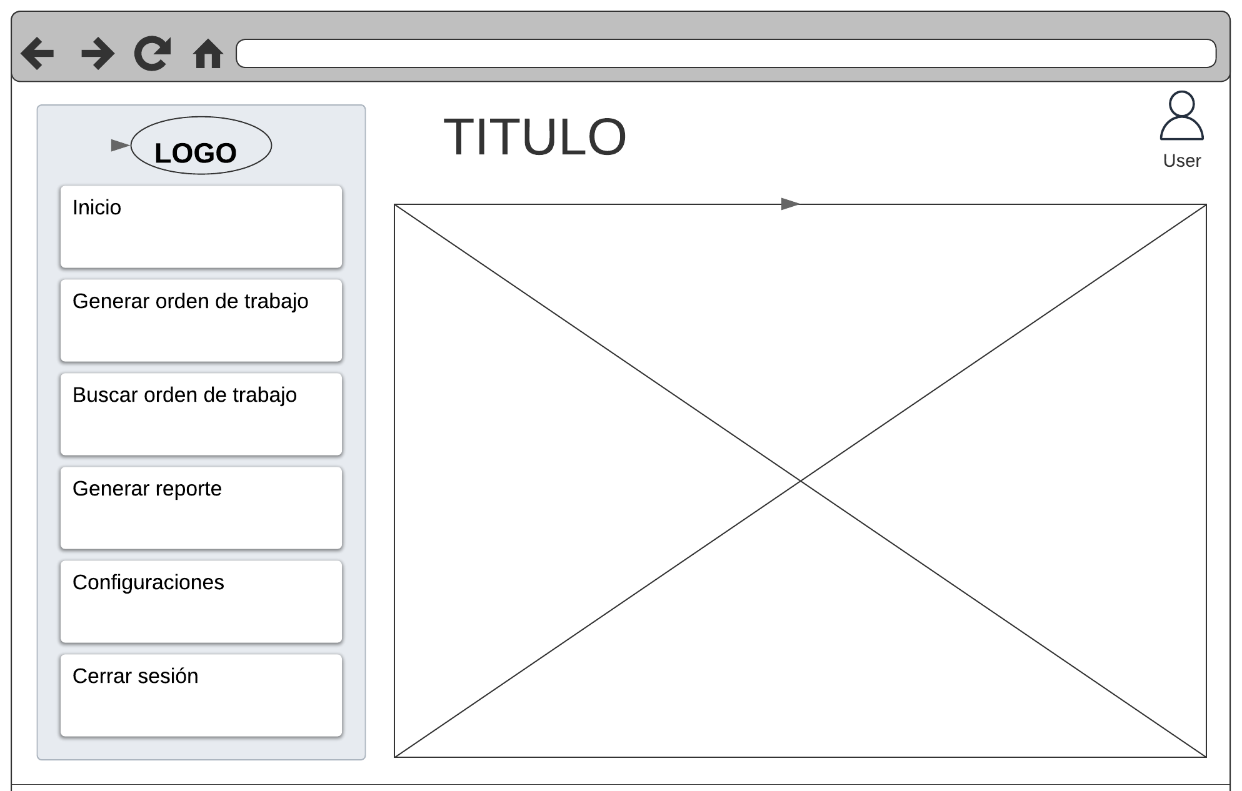 TITULO
User
LOGO
Inicio
Generar orden de trabajo
Buscar orden de trabajo
Generar reporte
Configuraciones
Cerrar sesión